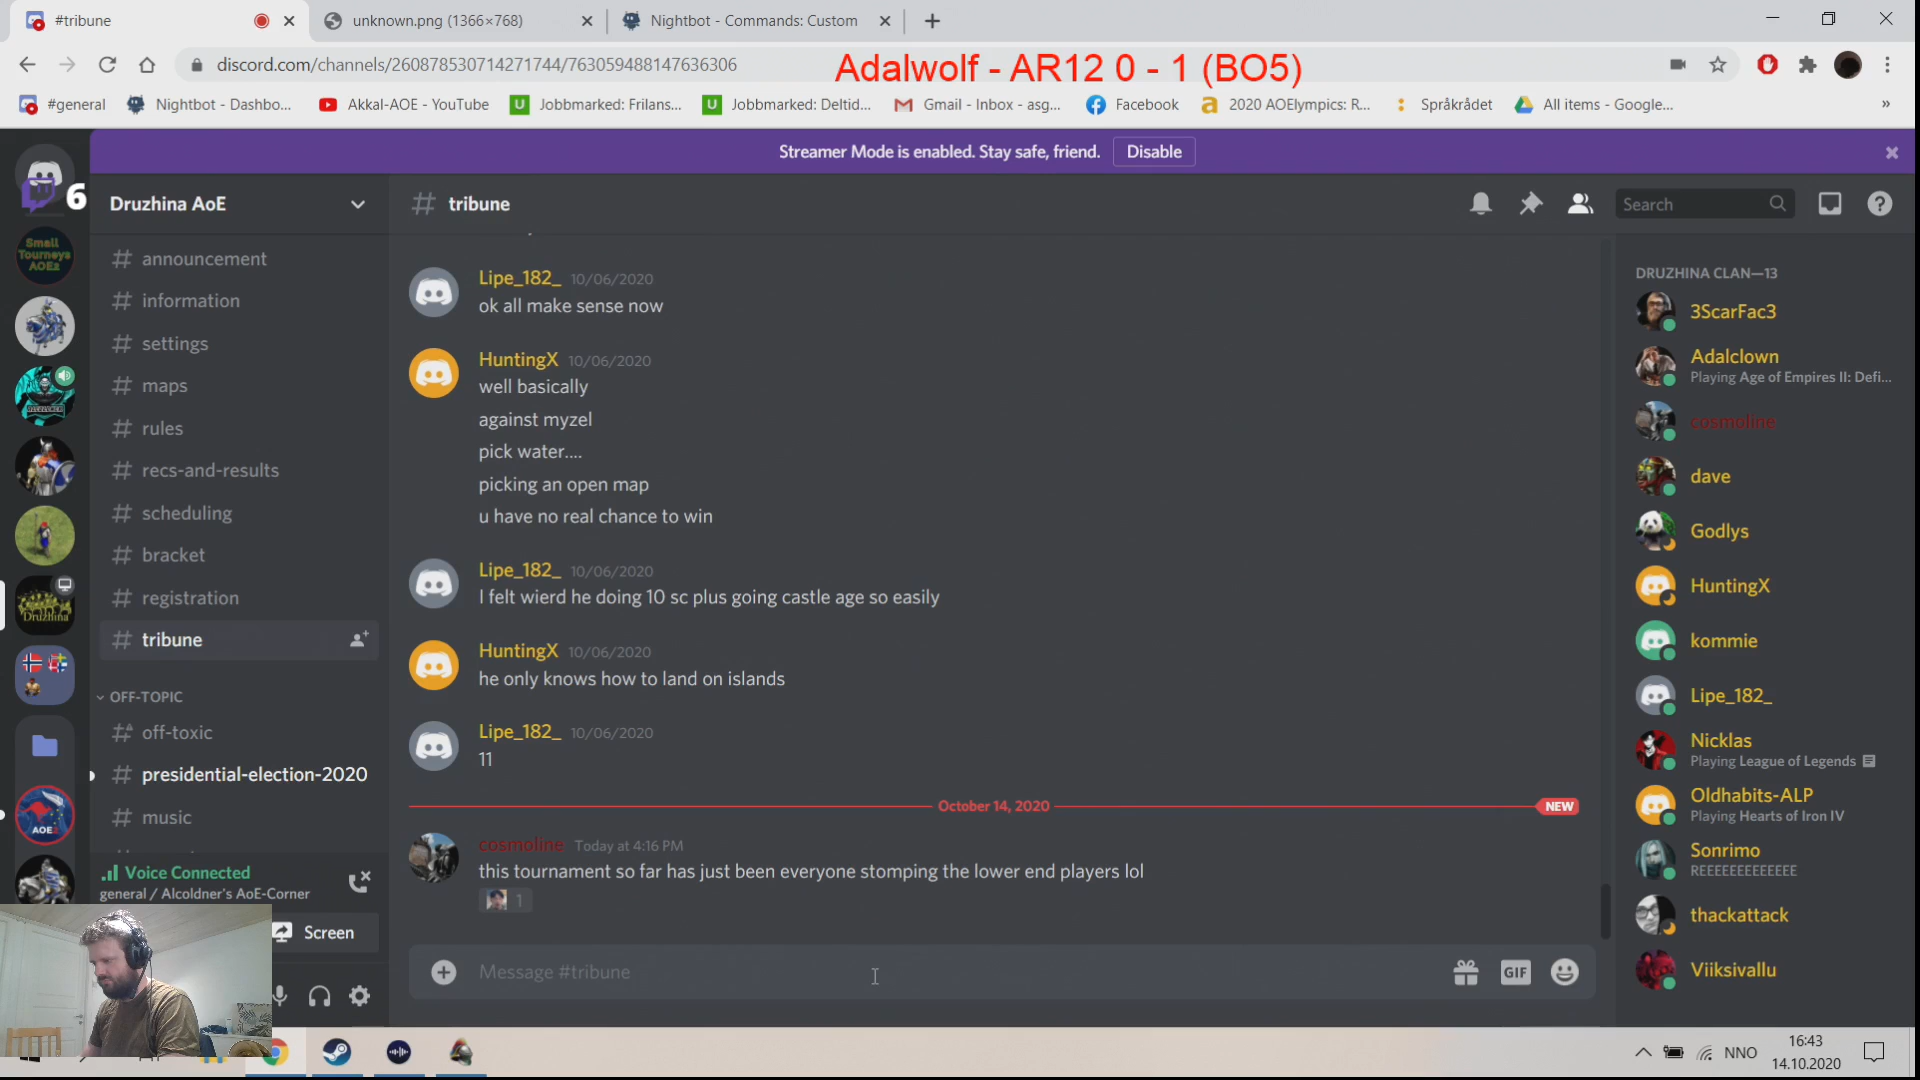 #tribune
unknown.png (1366×768)
Nightbot - Commands: Custom
discord.com/channels/260878530714271744/763059488147636306
Adalwolf - AR12 0 - 1 (BO5)
#general
Nightbot - Dashbo...
Akkal-AOE - YouTube
Jobbmarked: Frilans...
Jobbmarked: Deltid...
Gmail - Inbox - asg...
Facebook
2020 AOElympics: R...
Språkrådet
All items - Google...
Streamer Mode is enabled. Stay safe, friend.
Disable
6
Small
Tourneys
AOE2
Druzhina
AOE
Druzhina AoE
announcement
information
settings
maps
rules
recs-and-results
scheduling
bracket
registration
tribune
OFF-TOPIC
off-toxic
presidential-election-2020
music
Voice Connected
general / Alcoldner's AoE-Corner
Screen
# tribune
Search
Lipe_182_ 10/06/2020
ok all make sense now
HuntingX 10/06/2020
well basically
against myzel
pick water....
picking an open map
u have no real chance to win
Lipe_182_ 10/06/2020
I felt wierd he doing 10 sc plus going castle age so easily
HuntingX 10/06/2020
he only knows how to land on islands
Lipe_182_ 10/06/2020
11
October 14, 2020
NEW
cosmoline Today at 4:16 PM
this tournament so far has just been everyone stomping the lower end players lol
1
Message #tribune
GIF
DRUZHINA CLAN—13
3ScarFac3
Adalclown
Playing Age of Empires II: Defi...
cosmoline
dave
Godlys
HuntingX
kommie
Lipe_182_
Nicklas
Playing League of Legends
Oldhabits-ALP
Playing Hearts of Iron IV
Sonrimo
REEEEEEEEEEEEE
thackattack
Viiksivallu
NNO
16:43
14.10.2020